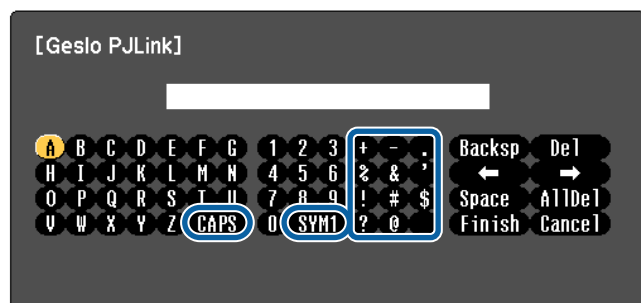 [Geslo PJLink]
A B C D E F G 1 2 3 + - . Backsp Del
H I J K L M N 4 5 6 % & ' ← →
O P Q R S T U 7 8 9 ! # $ Space AllDel
V W X Y Z CAPS 0 SYM1 ? @ Finish Cancel